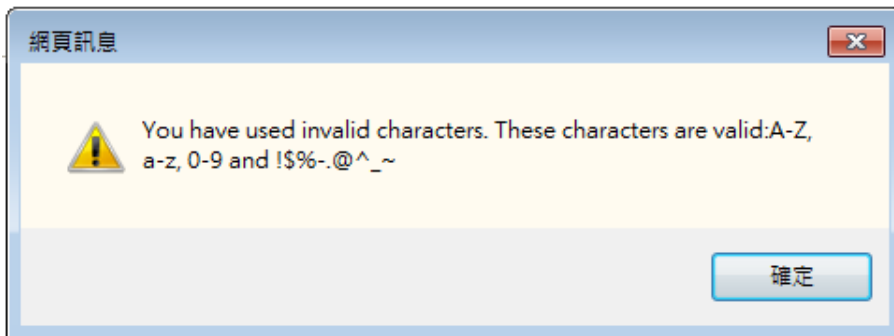 網頁訊息
You have used invalid characters. These characters are valid:A-Z,
a-z, 0-9 and !$%-.@^_~
確定